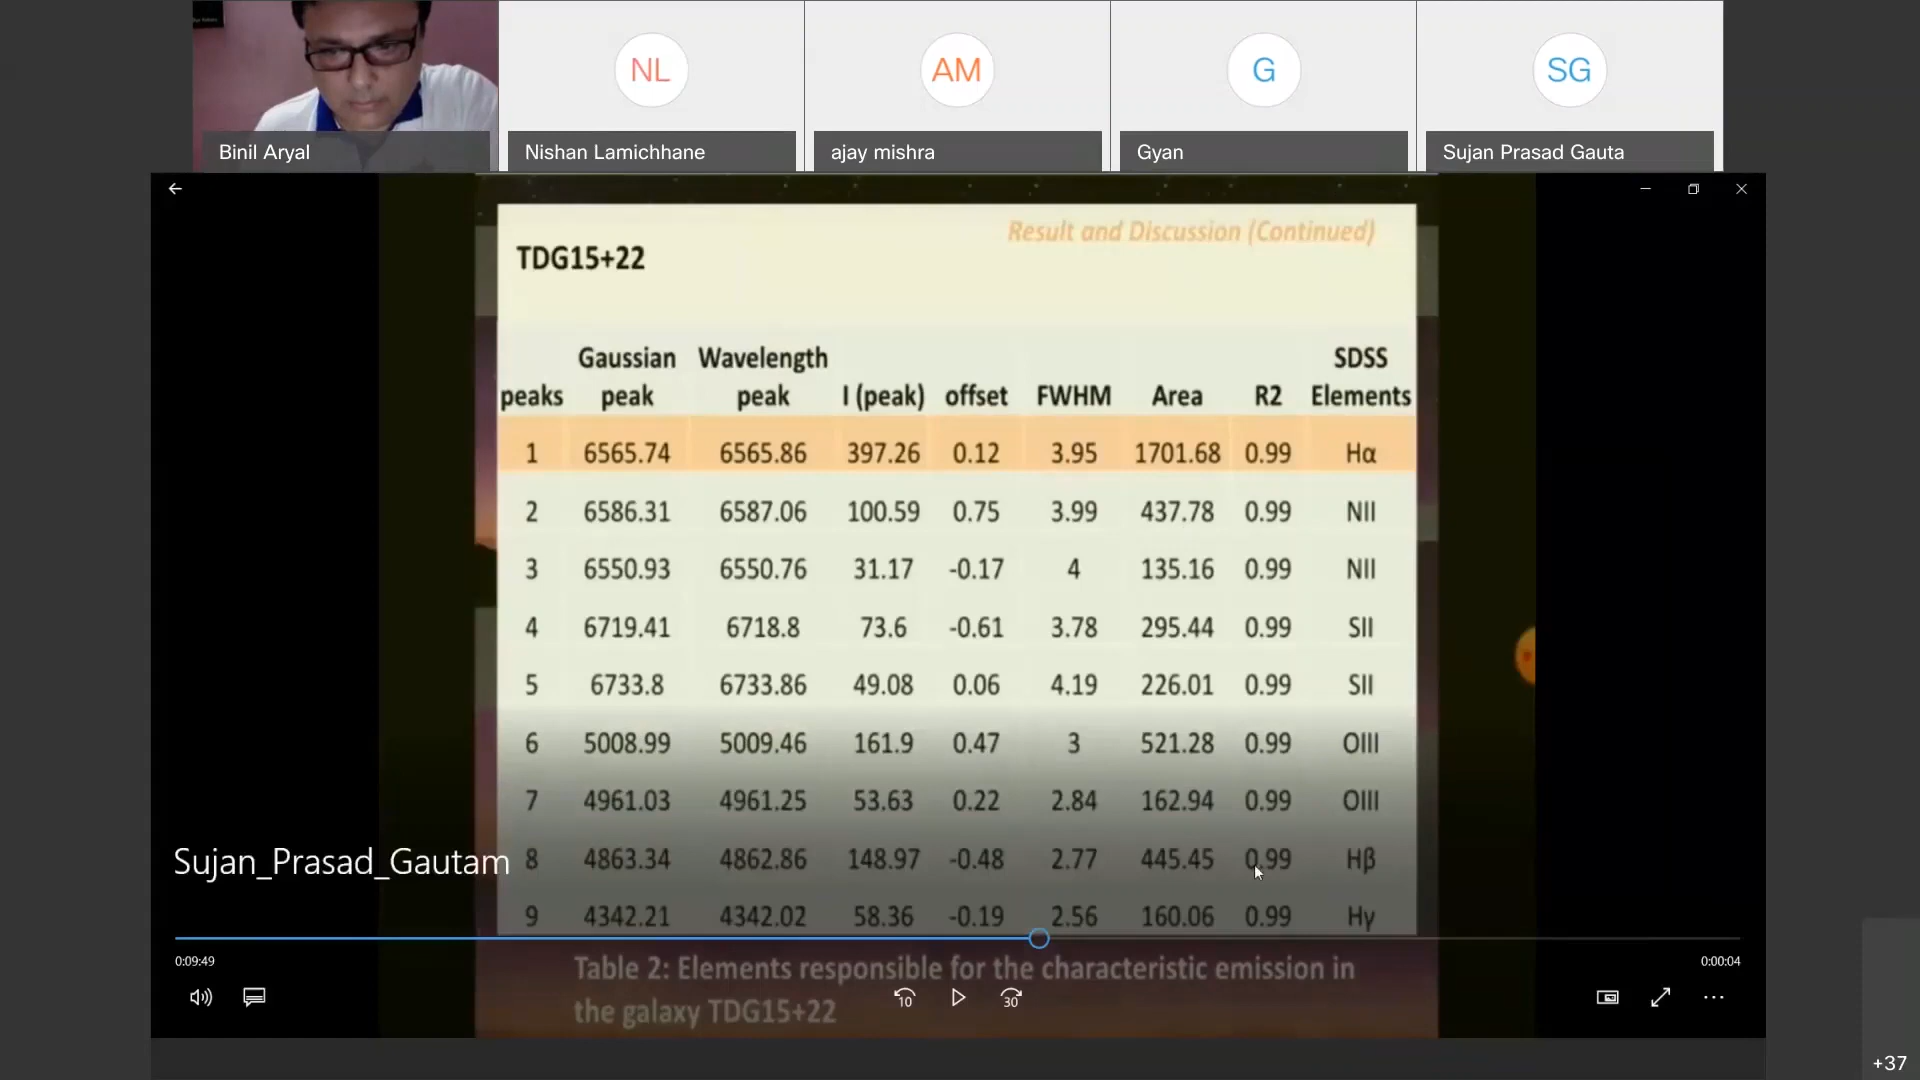 NL
AM
G
SG
Binil Aryal
Nishan Lamichhane
ajay mishra
Gyan
Sujan Prasad Gauta
Result and Discussion (Continued)
TDG15+22
Gaussian Wavelength SDSS
peaks peak peak I (peak) offset FWHM Area R2 Elements
1 6565.74 6565.86 397.26 0.12 3.95 1701.68 0.99 Hα
2 6586.31 6587.06 100.59 0.75 3.99 437.78 0.99 NII
3 6550.93 6550.76 31.17 -0.17 4 135.16 0.99 NII
4 6719.41 6718.8 73.6 -0.61 3.78 295.44 0.99 SII
5 6733.8 6733.86 49.08 0.06 4.19 226.01 0.99 SII
6 5008.99 5009.46 161.9 0.47 3 521.28 0.99 OIII
7 4961.03 4961.25 53.63 0.22 2.84 162.94 0.99 OIII
8 4863.34 4862.86 148.97 -0.48 2.77 445.45 0.99 Hβ
9 4342.21 4342.02 58.36 -0.19 2.56 160.06 0.99 Hγ
Sujan_Prasad_Gautam
Table 2: Elements responsible for the characteristic emission in
the galaxy TDG15+22
0:09:49
0:00:04
10
30
+37